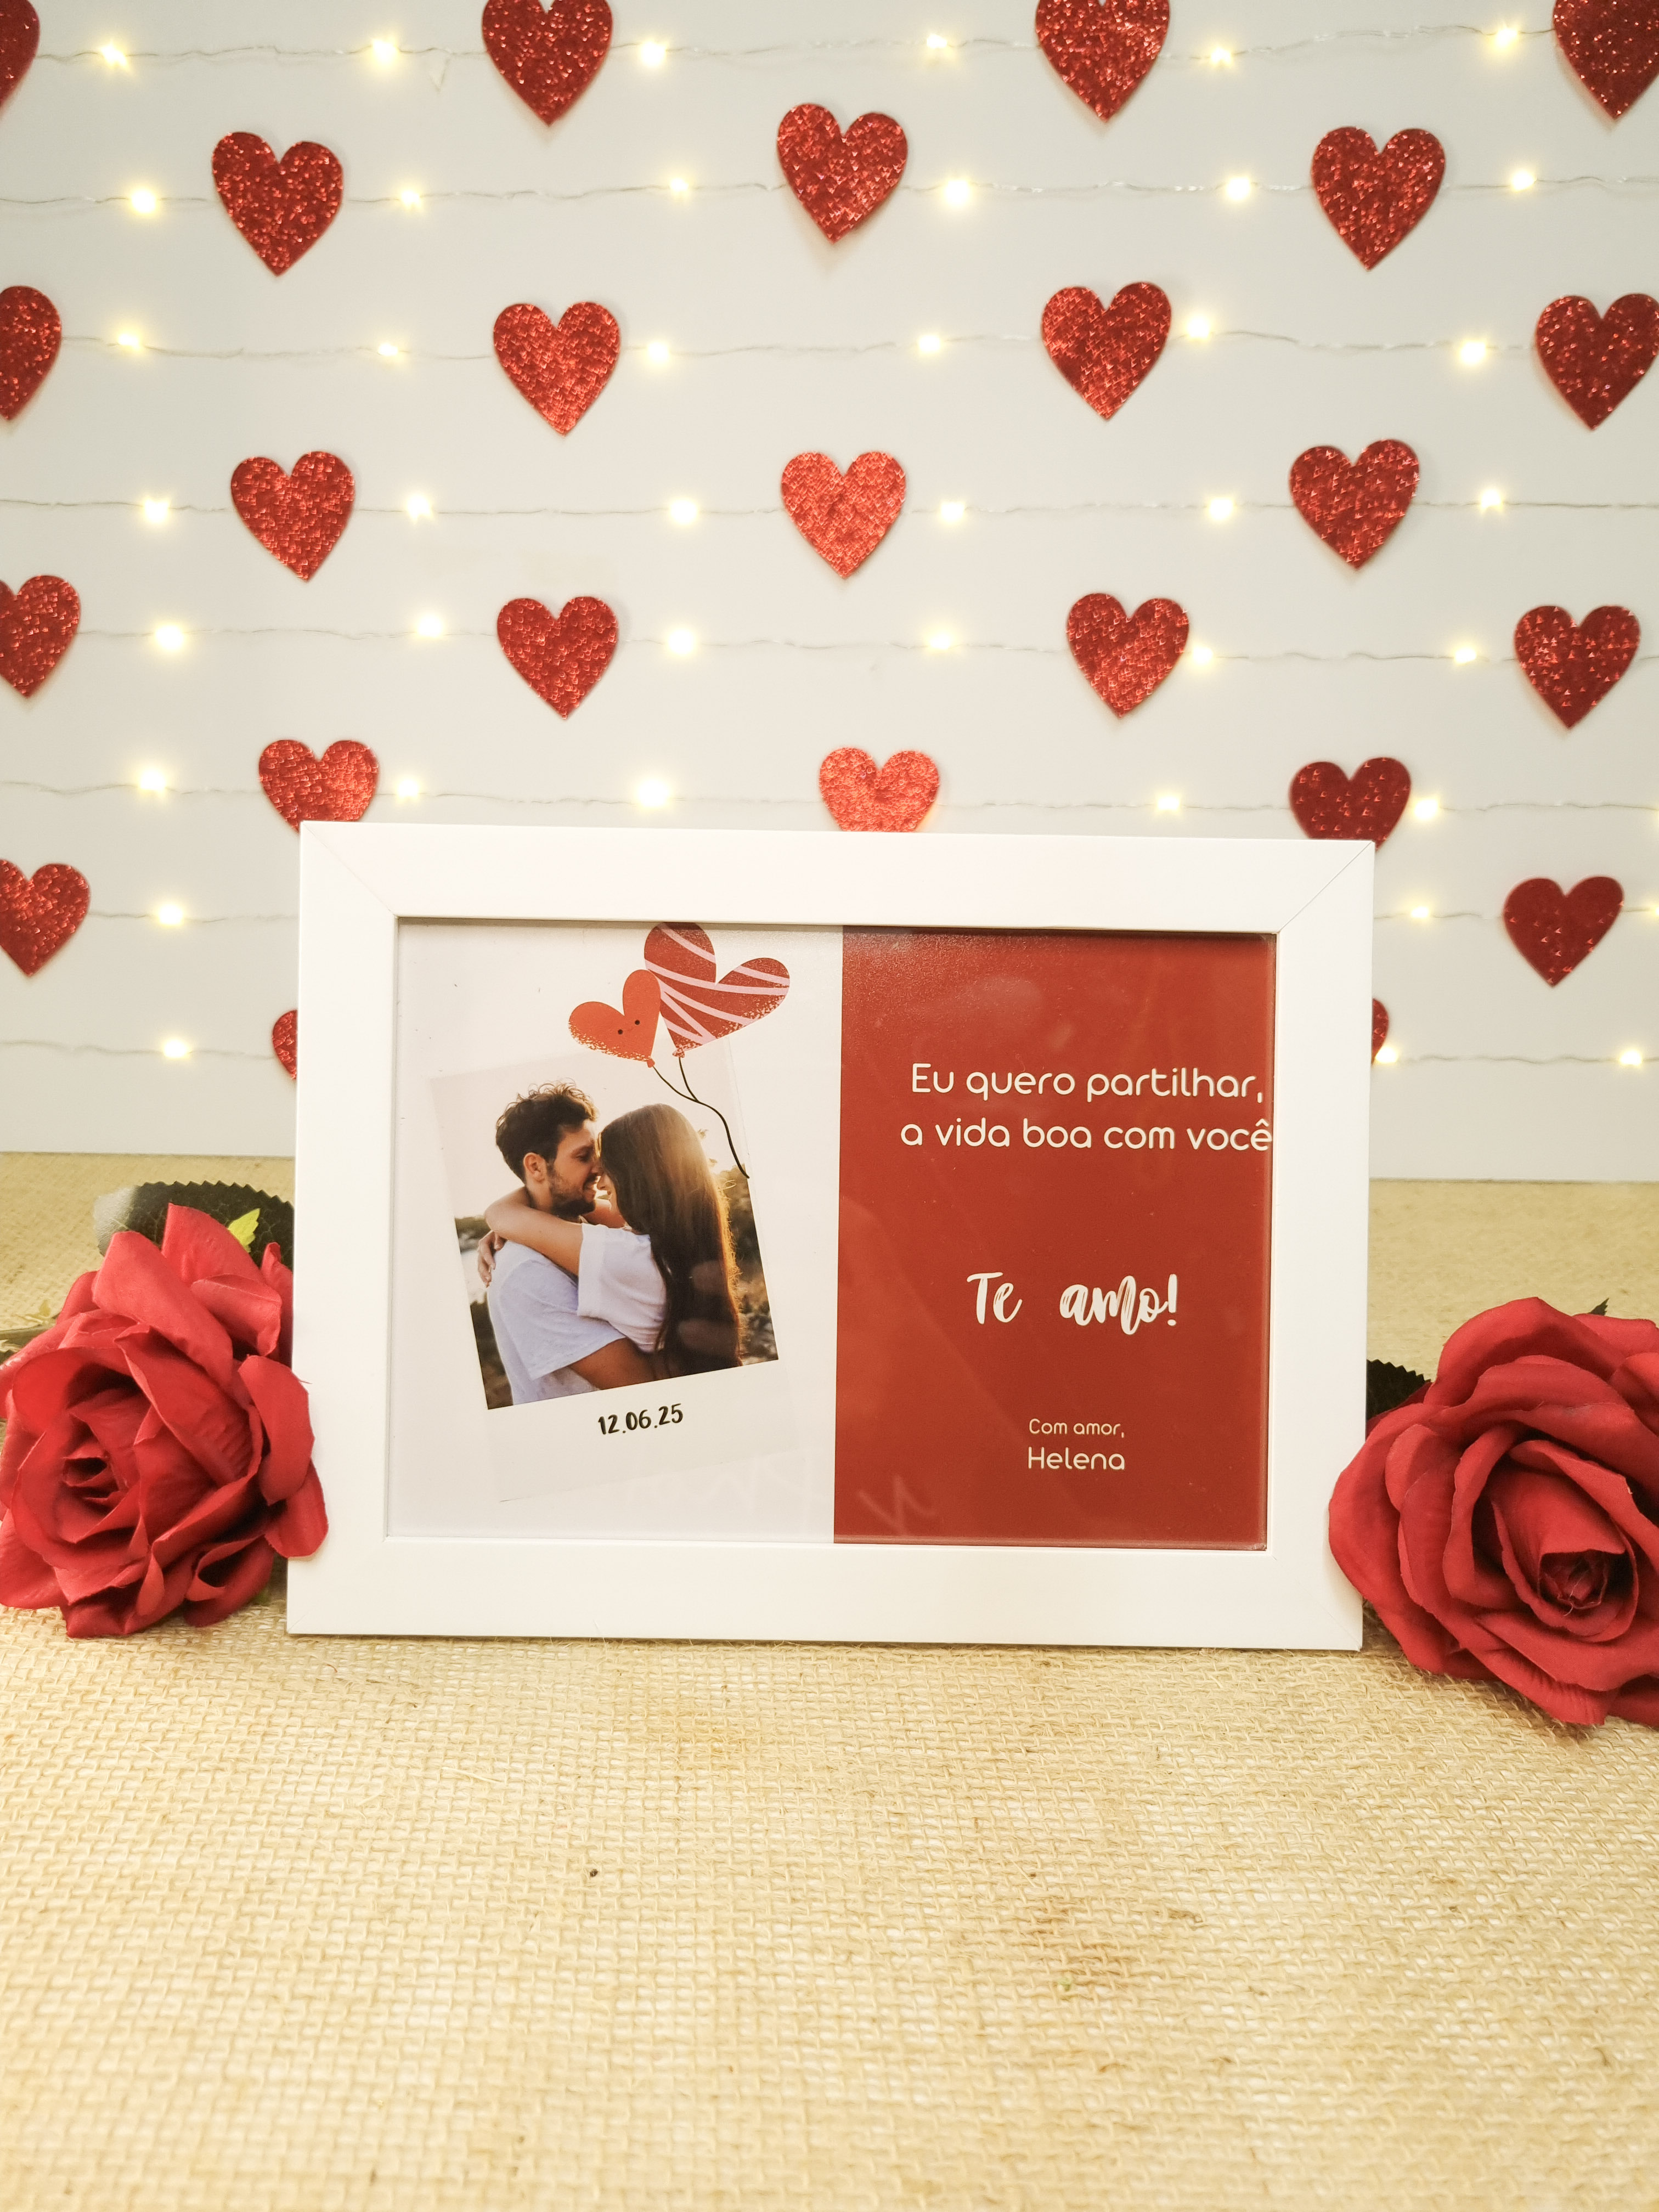 12.06.25
Eu quero partilhar,
a vida boa com você
Te amo!
Com amor,
Helena